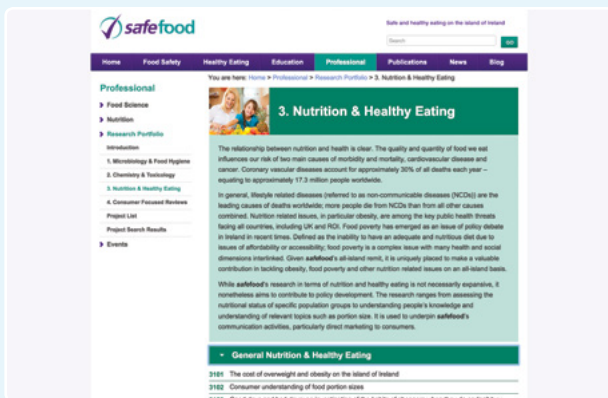 safefood
Safe and healthy eating on the island of Ireland
Search
GO
Home Food Safety Healthy Eating Education Professional Publications News Blog
You are here: Home > Professional > Research Portfolio > 3. Nutrition & Healthy Eating
Professional
Food Science
Nutrition
Research Portfolio
Introduction
1. Microbiology & Food Hygiene
2. Chemistry & Toxicology
3. Nutrition & Healthy Eating
4. Consumer Focused Reviews
Project List
Project Search Results
Events
3. Nutrition & Healthy Eating
The relationship between nutrition and health is clear. The quality and quantity of food we eat
influences our risk of two main causes of morbidity and mortality, cardiovascular disease and
cancer. Coronary vascular diseases account for approximately 30% of all deaths each year –
equating to approximately 17.3 million people worldwide.
In general, lifestyle related diseases (referred to as non-communicable diseases (NCDs)) are the
leading causes of deaths worldwide; more people die from NCDs than from all other causes
combined. Nutrition related issues, in particular obesity, are among the key public health threats
facing all countries, including UK and ROI. Food poverty has emerged as an issue of policy debate
in Ireland in recent times. Defined as the inability to have an adequate and nutritious diet due to
issues of affordability or accessibility; food poverty is a complex issue with many health and social
dimensions interlinked. Given safefood's all-island remit, it is uniquely placed to make a valuable
contribution in tackling obesity, food poverty and other nutrition related issues on an all-island basis.
While safefood's research in terms of nutrition and healthy eating is not necessarily expansive, it
nonetheless aims to contribute to policy development. The research ranges from assessing the
nutritional status of specific population groups to understanding people's knowledge and
understanding of relevant topics such as portion size. It is used to underpin safefood's
communication activities, particularly direct marketing to consumers.
General Nutrition & Healthy Eating
3101 The cost of overweight and obesity on the island of Ireland
3102 Consumer understanding of food portion sizes